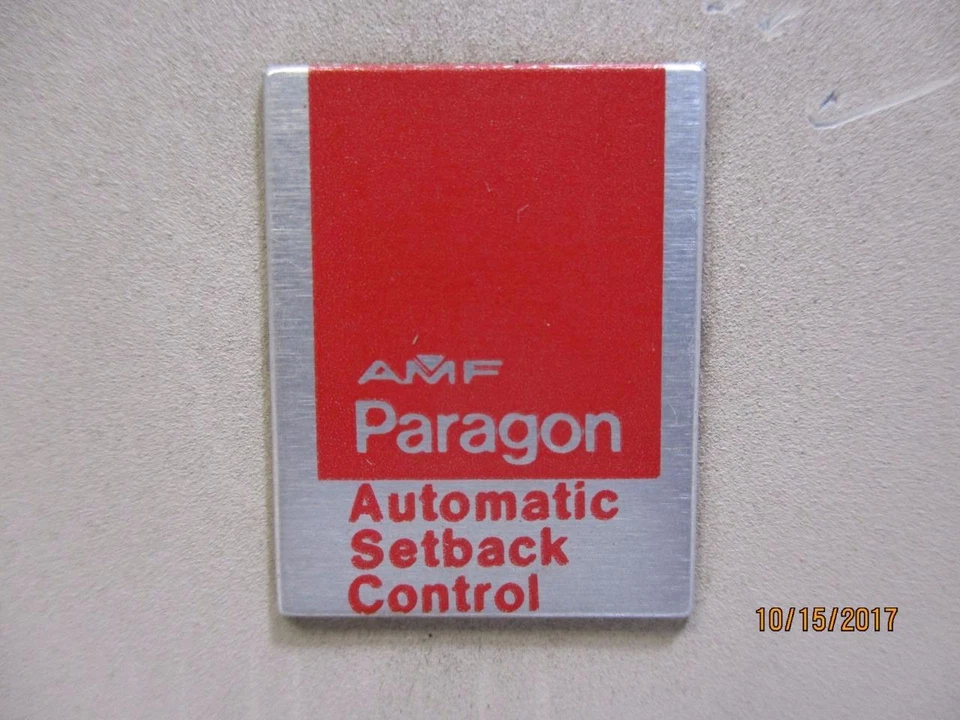 AMF
Paragon
Automatic
Setback
Control
10/15/2017